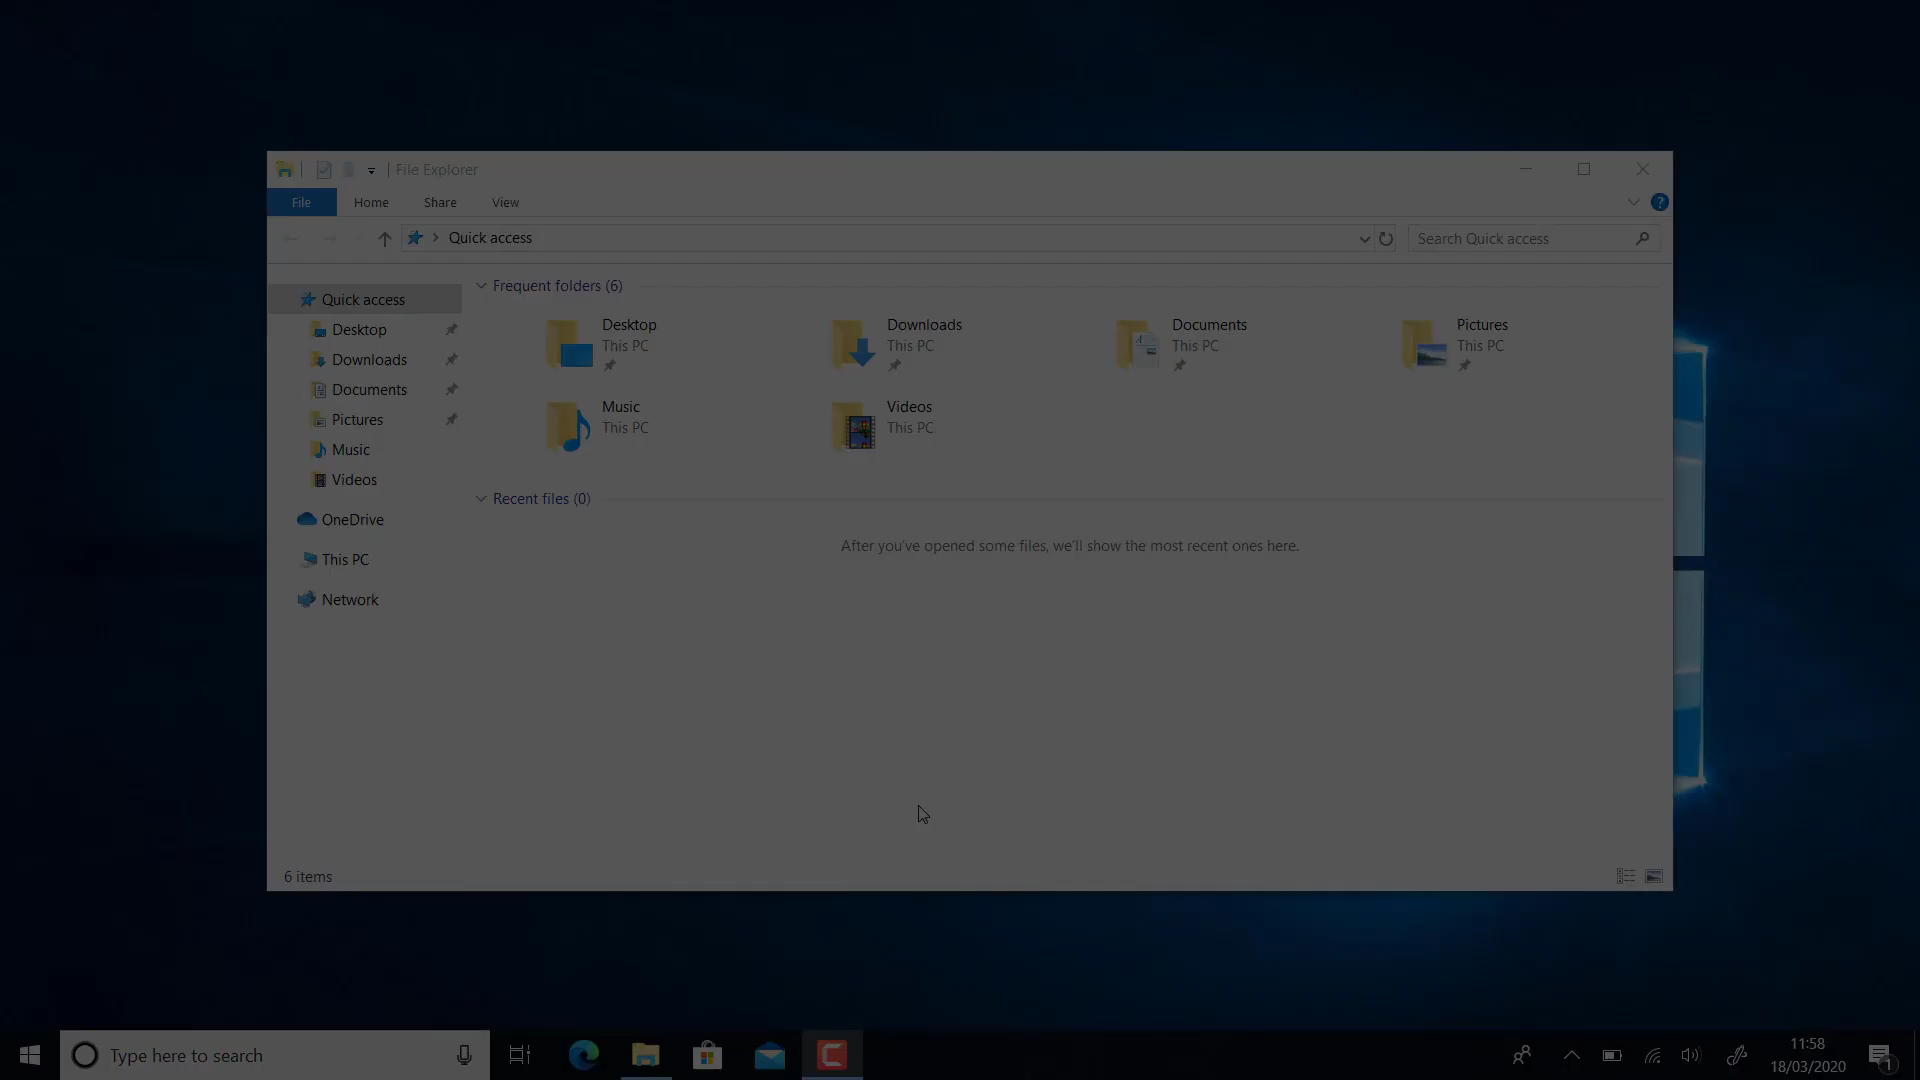 File Explorer
File Home Share View
Quick access
Search Quick access
Quick access
Desktop
Downloads
Documents
Pictures
Music
Videos
OneDrive
This PC
Network
Frequent folders (6)
Desktop
This PC
Downloads
This PC
Documents
This PC
Pictures
This PC
Music
This PC
Videos
This PC
Recent files (0)
After you've opened some files, we'll show the most recent ones here.
6 items
Type here to search
11:58
18/03/2020
1